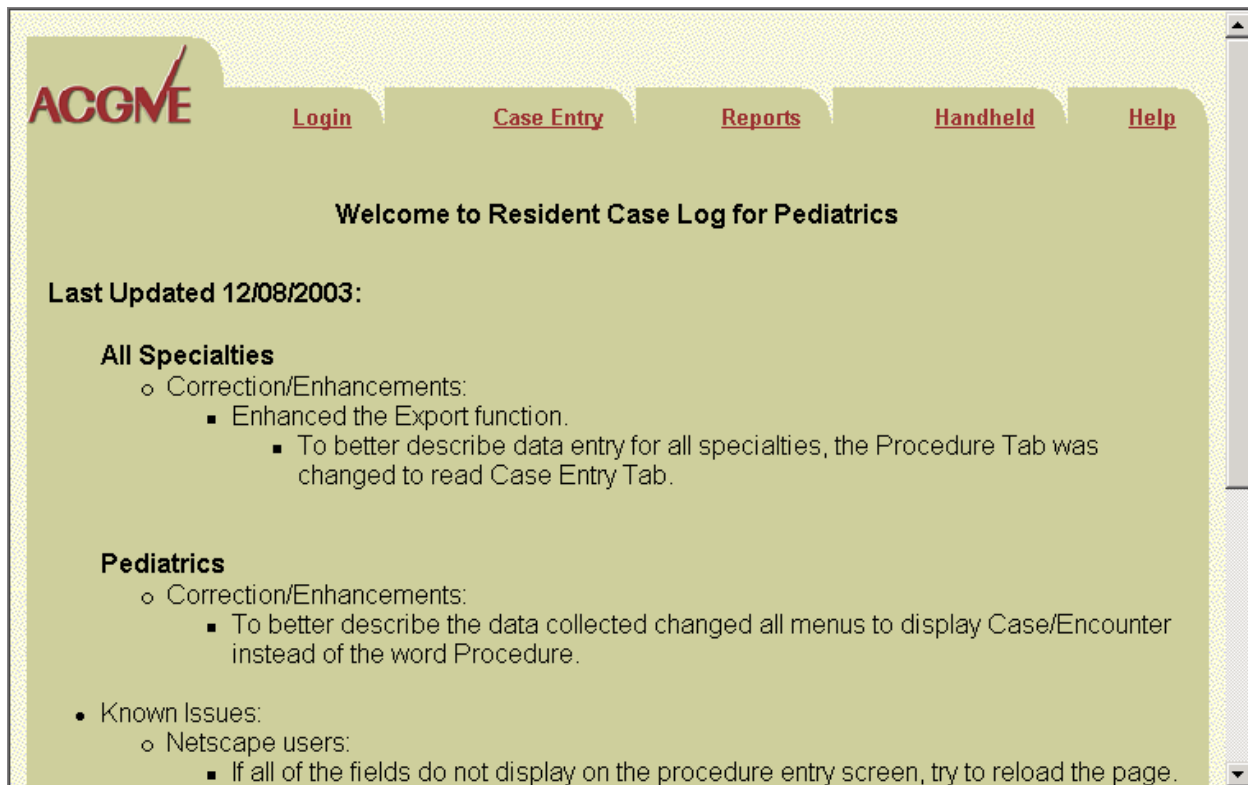 ACGME
Login Case Entry Reports Handheld Help
Welcome to Resident Case Log for Pediatrics
Last Updated 12/08/2003:
All Specialties
Correction/Enhancements:
Enhanced the Export function.
To better describe data entry for all specialties, the Procedure Tab was
changed to read Case Entry Tab.
Pediatrics
Correction/Enhancements:
To better describe the data collected changed all menus to display Case/Encounter
instead of the word Procedure.
Known Issues:
Netscape users:
If all of the fields do not display on the procedure entry screen, try to reload the page.